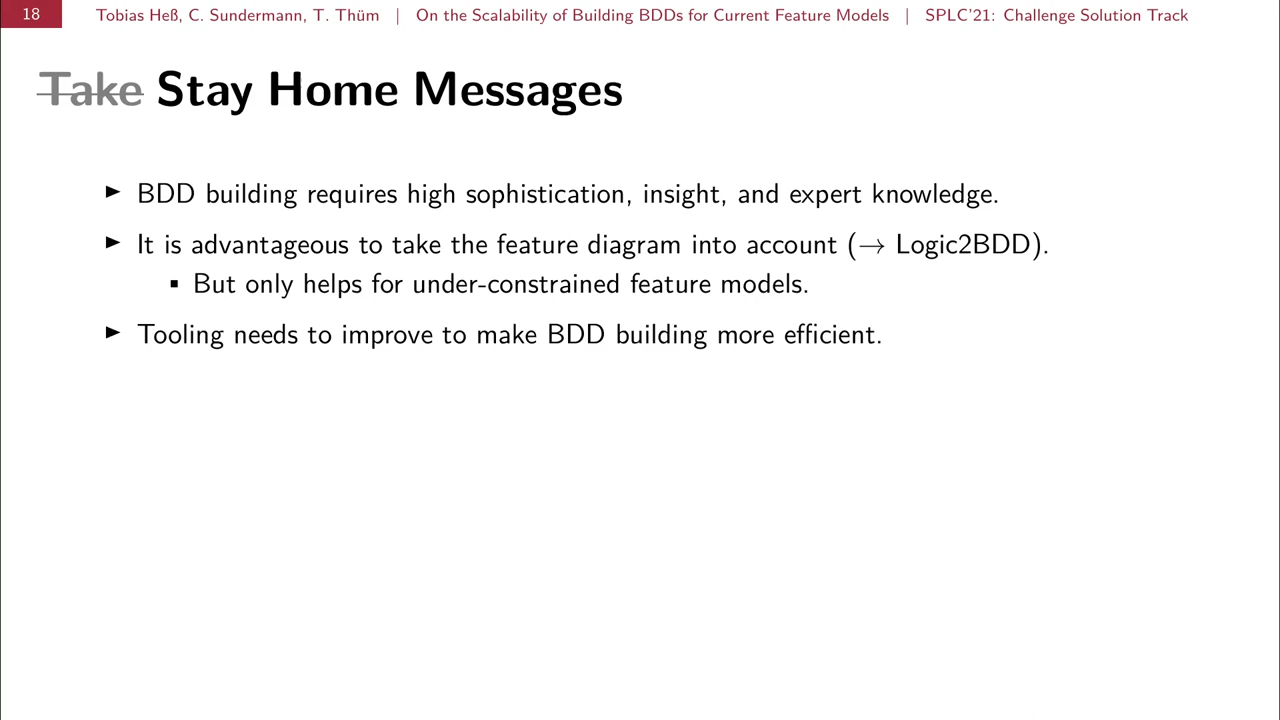 18 Tobias Heß, C. Sundermann, T. Thüm | On the Scalability of Building BDDs for Current Feature Models | SPLC'21: Challenge Solution Track
Take Stay Home Messages
▶ BDD building requires high sophistication, insight, and expert knowledge.
▶ It is advantageous to take the feature diagram into account (→ Logic2BDD).
▪ But only helps for under-constrained feature models.
▶ Tooling needs to improve to make BDD building more efficient.